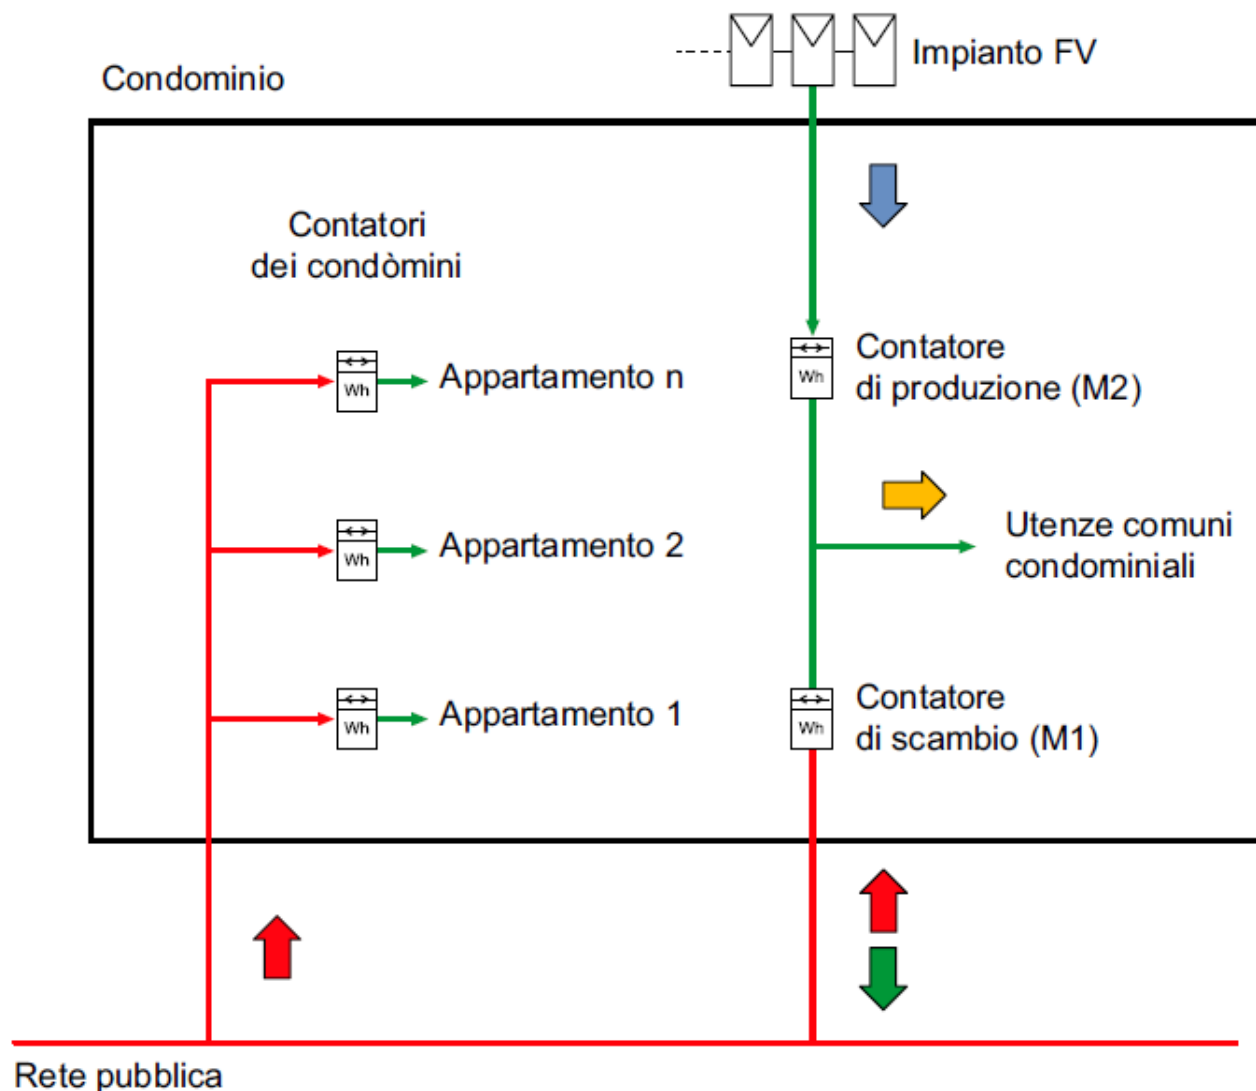 Impianto FV
Condominio
Contatori
dei condòmini
Contatore
di produzione (M2)
Wh
Wh
Appartamento n
Utenze comuni
condominiali
Wh
Appartamento 2
Contatore
di scambio (M1)
Wh
Wh
Appartamento 1
Rete pubblica